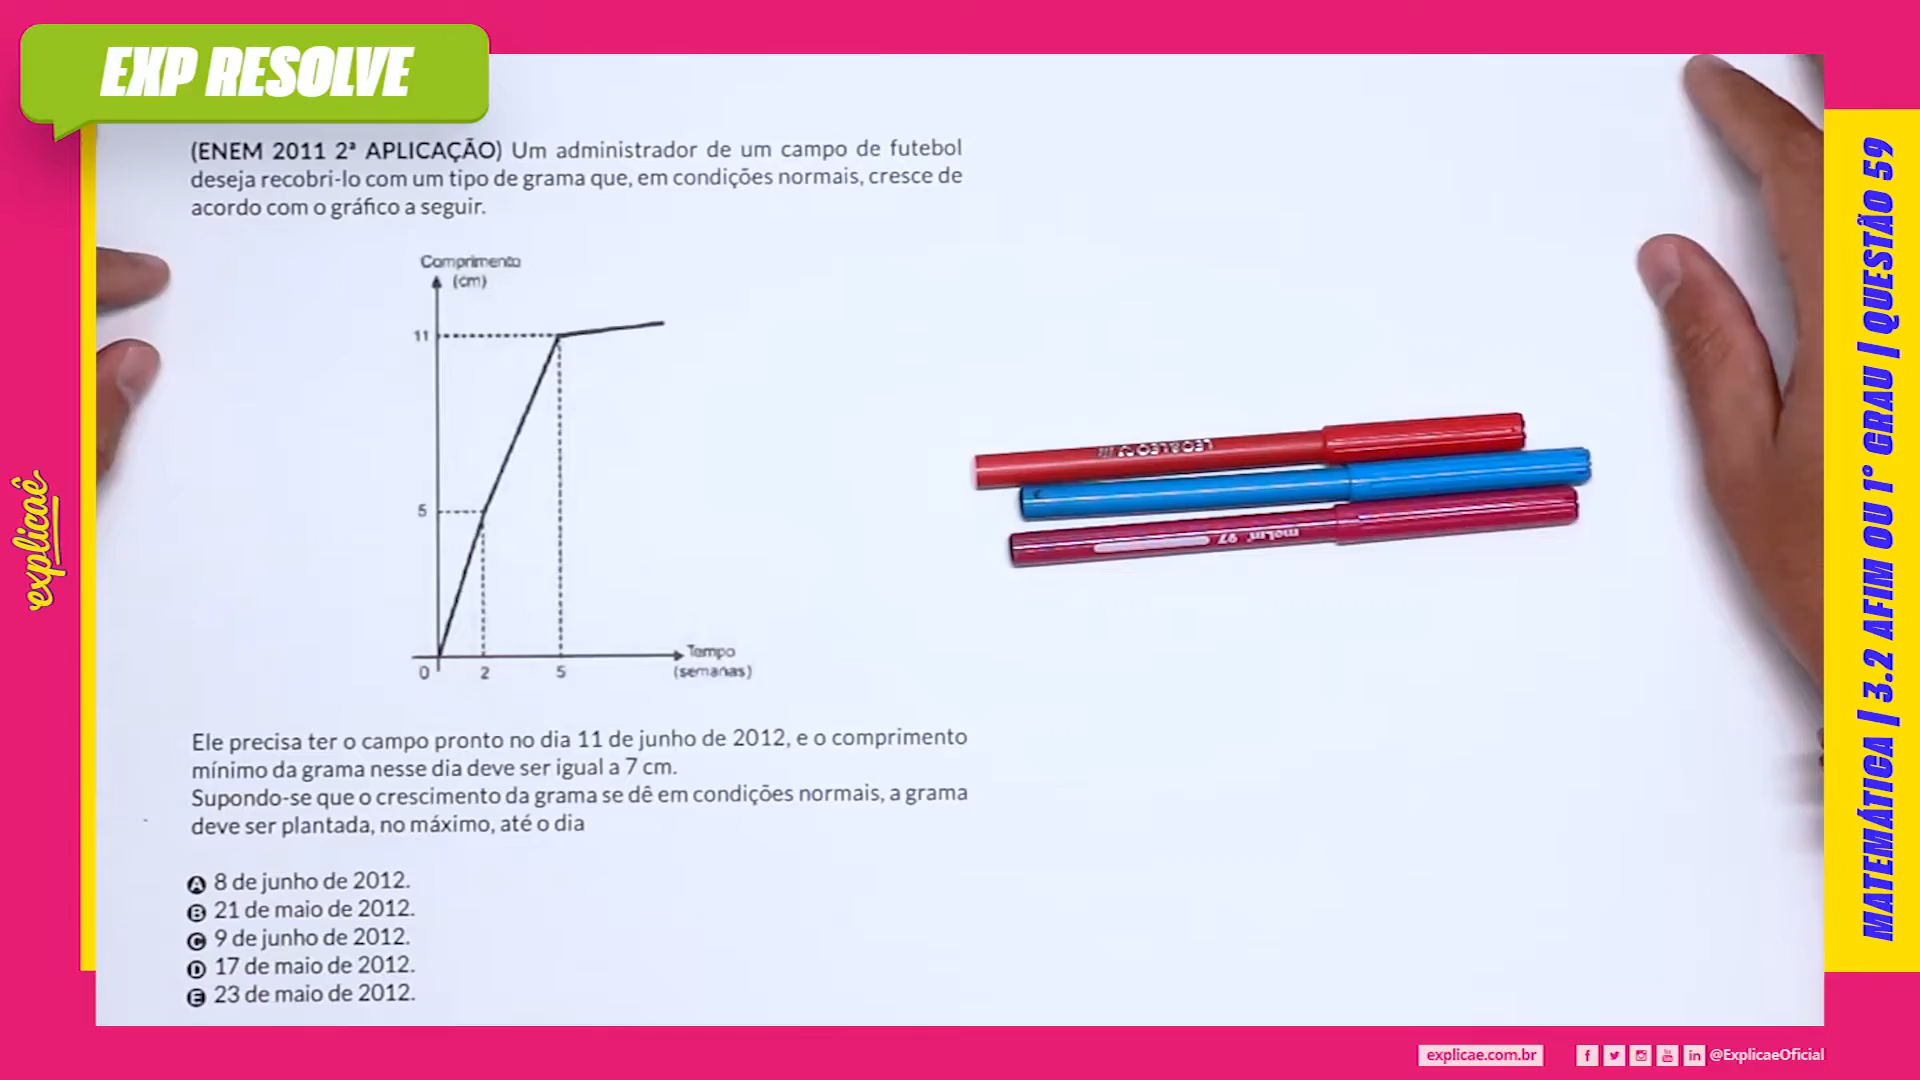 EXP RESOLVE
(ENEM 2011 2ª APLICAÇÃO) Um administrador de um campo de futebol
deseja recobri-lo com um tipo de grama que, em condições normais, cresce de
acordo com o gráfico a seguir.
Comprimento
(cm)
11
5
0
2
5
Tempo
(semanas)
Ele precisa ter o campo pronto no dia 11 de junho de 2012, e o comprimento
mínimo da grama nesse dia deve ser igual a 7 cm.
Supondo-se que o crescimento da grama se dê em condições normais, a grama
deve ser plantada, no máximo, até o dia
A 8 de junho de 2012.
B 21 de maio de 2012.
C 9 de junho de 2012.
D 17 de maio de 2012.
E 23 de maio de 2012.
LEO&LEO
molin 97
explicaê
MATEMÁTICA | 3.2 AFIM OU 1° GRAU | QUESTÃO 59
explicae.com.br
@ExplicaeOficial